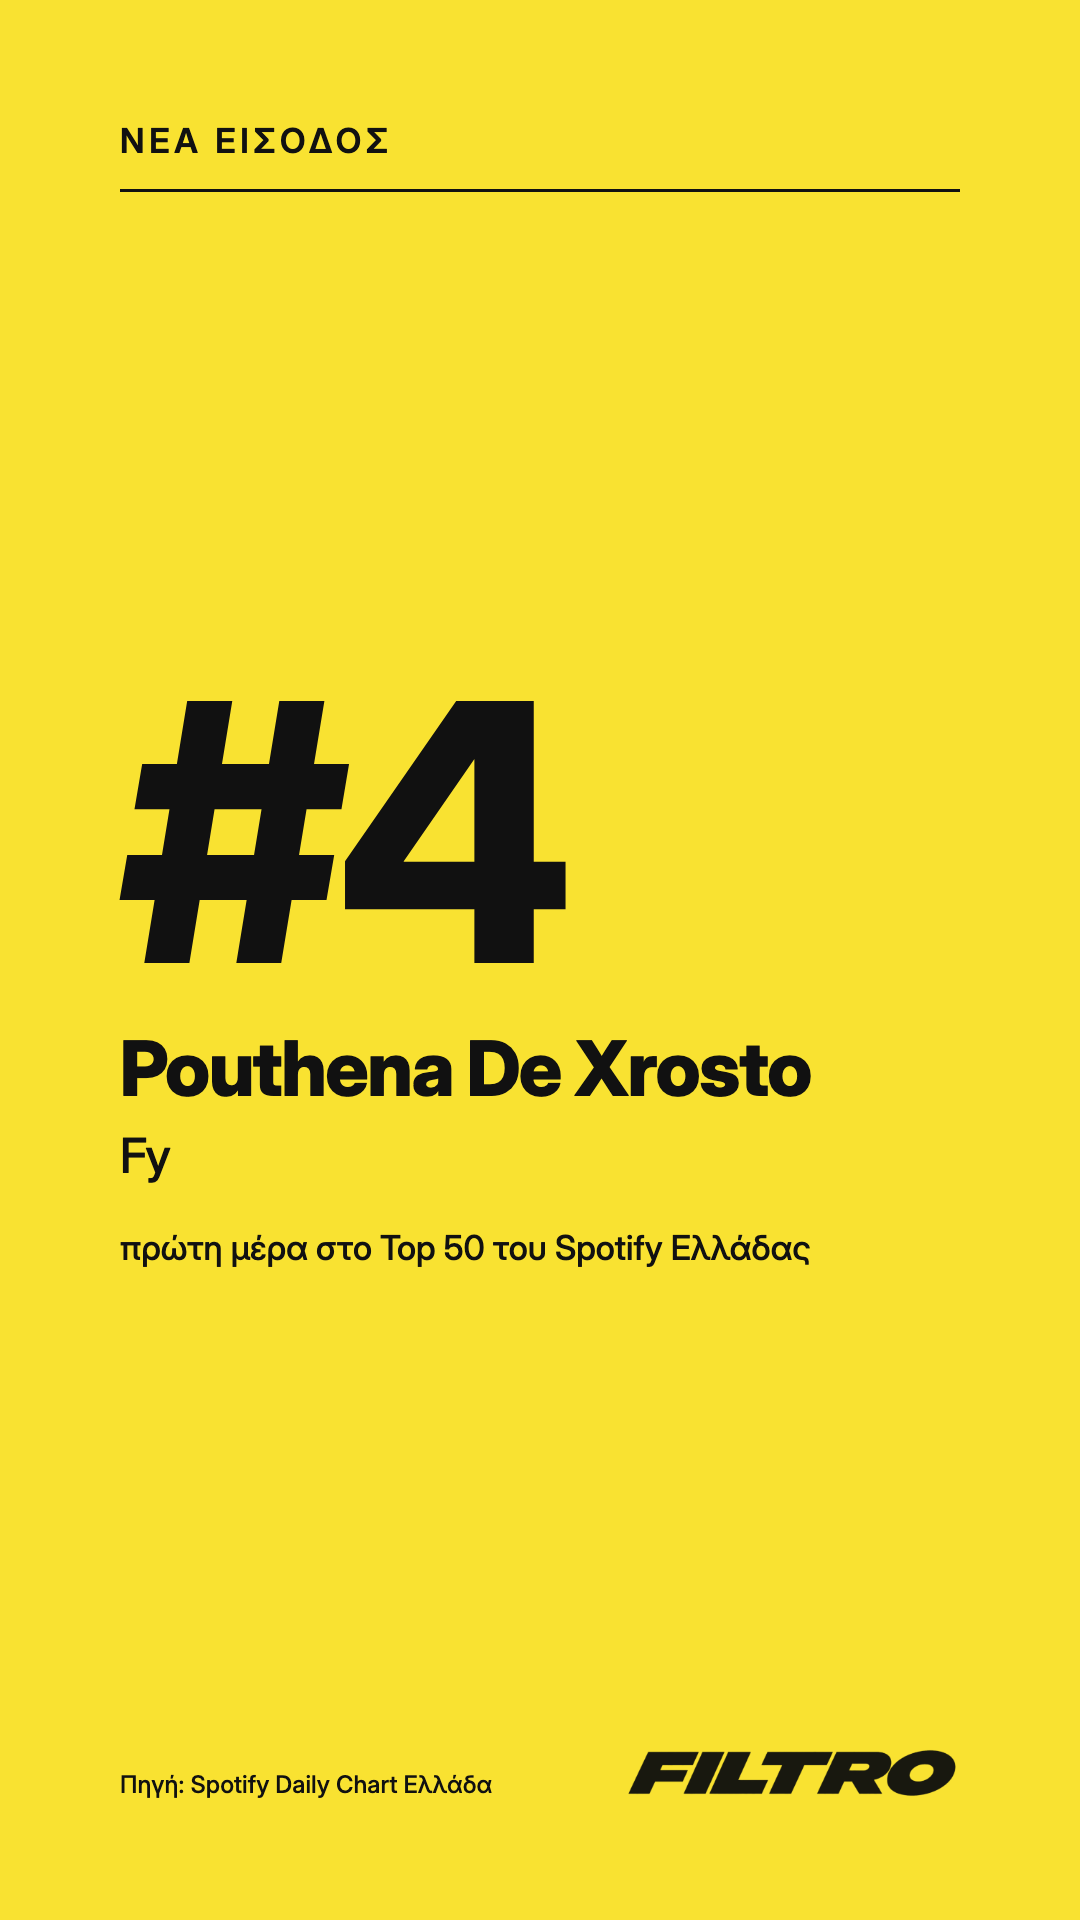 ΝΕΑ ΕΙΣΟΔΟΣ
#4
Pouthena De Xrosto
Fy
πρώτη μέρα στο Top 50 του Spotify Ελλάδας
Πηγή: Spotify Daily Chart Ελλάδα
FILTRO